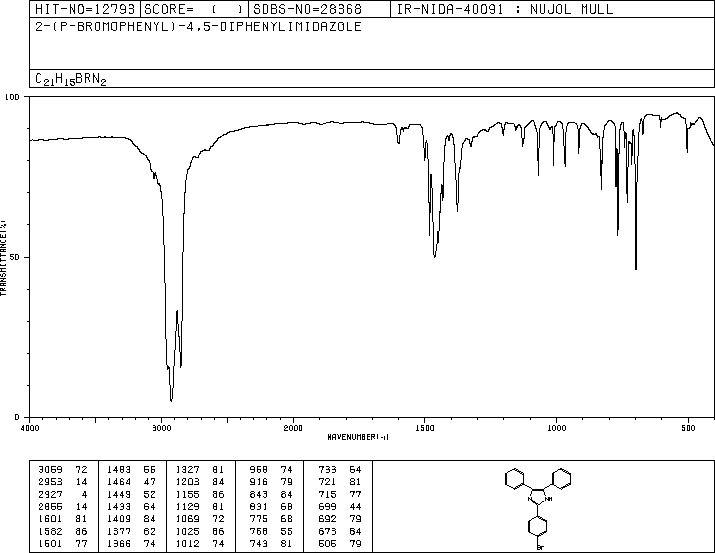 HIT-NO=12793 SCORE= ( ) SDBS-NO=28368 IR-NIDA-40091 : NUJOL MULL
2-(P-BROMOPHENYL)-4,5-DIPHENYLIMIDAZOLE
C21H15BRN2
100
TRANSMITTANCE(%)
50
0
4000 3000 2000 1500 1000 500
WAVENUMBER(-1)
3069 72 1483 56 1327 81 968 74 733 64
2953 14 1464 47 1203 84 916 79 721 81
2927 4 1449 52 1155 86 843 84 715 77
2855 14 1433 64 1129 81 831 68 699 44
1601 81 1409 84 1069 72 775 68 692 79
1582 86 1377 62 1025 86 768 55 673 84
1501 77 1366 74 1012 74 743 81 506 79
N NH
Br